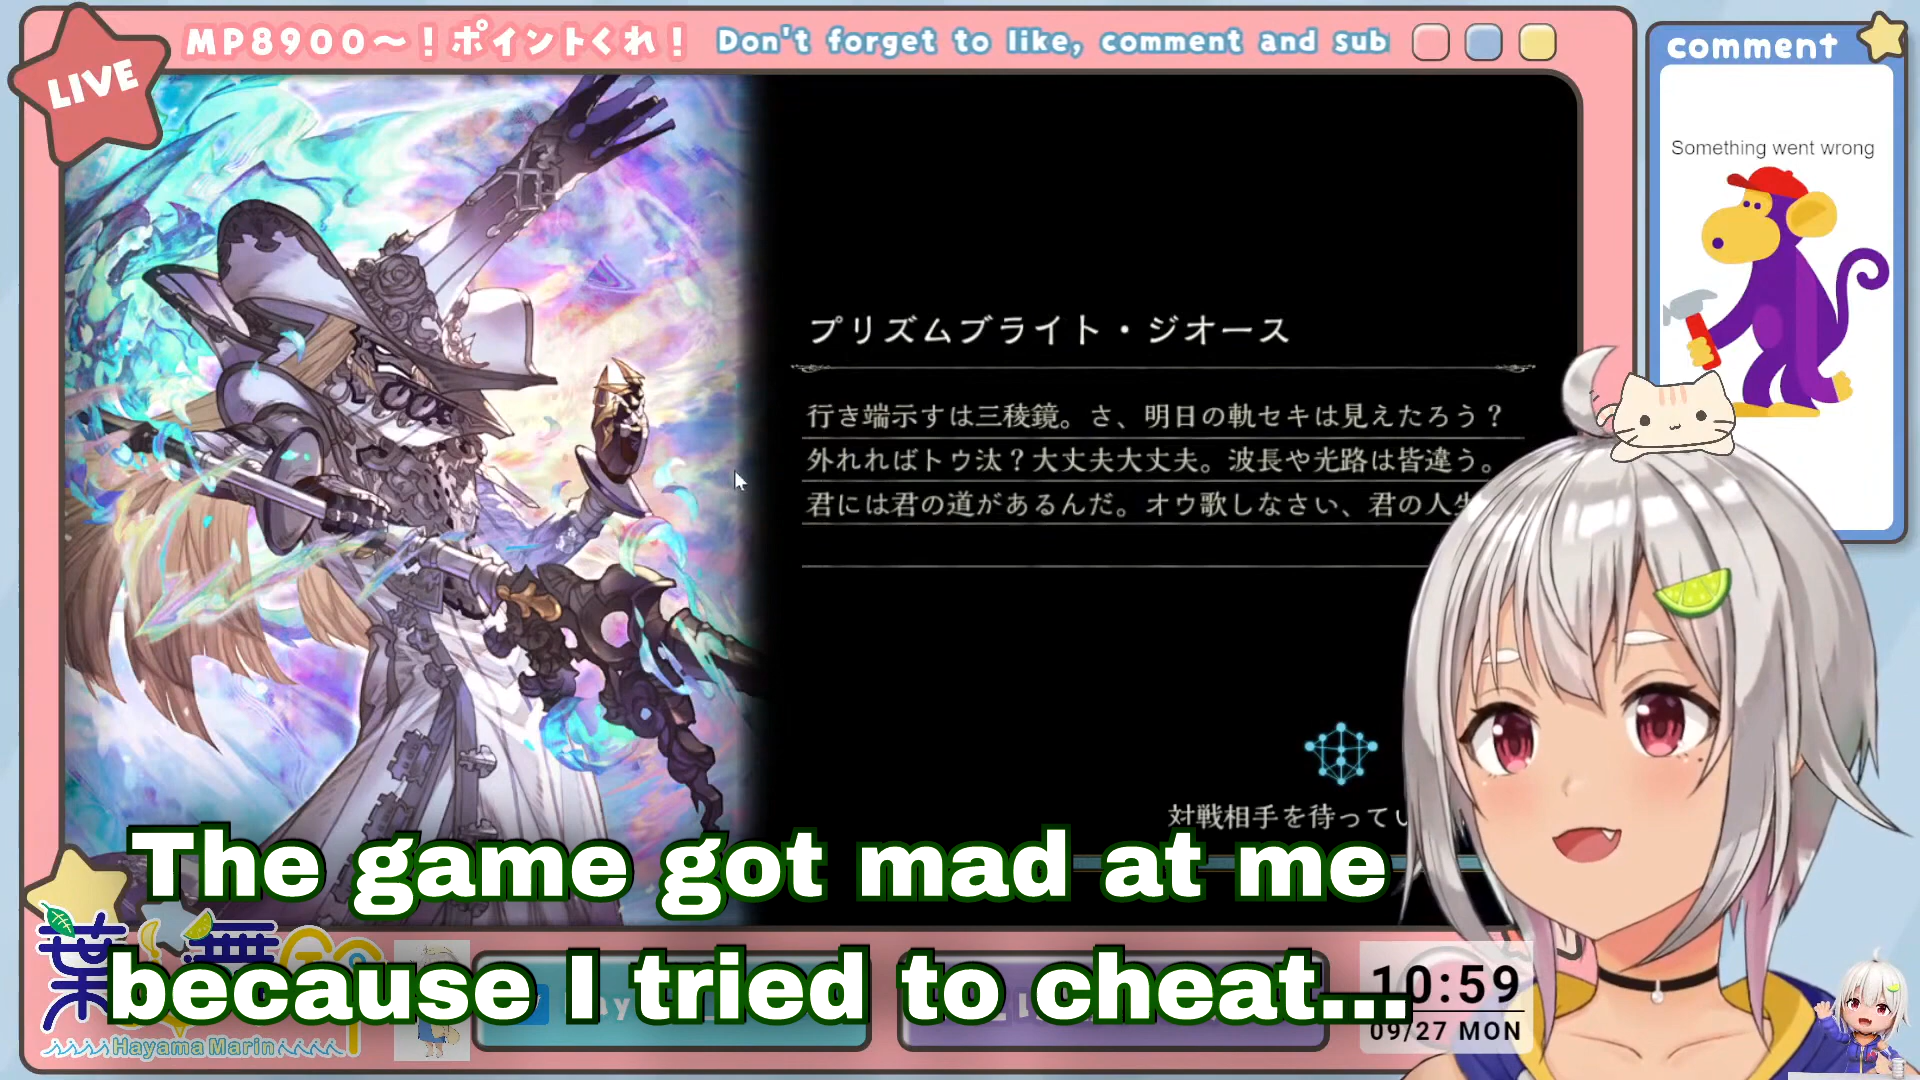 LIVE
MP8900～！ポイントくれ！ Don't forget to like, comment and sub
comment
Something went wrong
プリズムブライト・ジオース
行き端示すは三稜鏡。さ、明日の軌セキは見えたろう？
外れればトウ汰？大丈夫大丈夫。波長や光路は皆違う。
君には君の道があるんだ。オウ歌しなさい、君の人生
対戦相手を待ってい
The game got mad at me
because I tried to cheat...
葉
Hayama Marin
10:59
09/27 MON